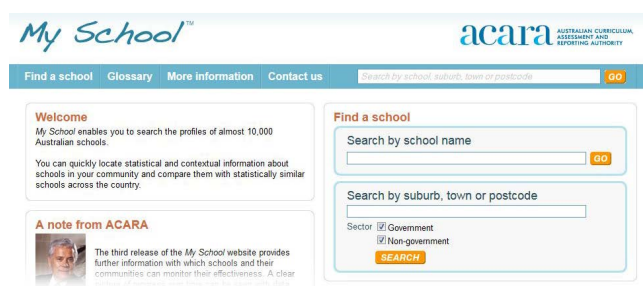 My School™
acara AUSTRALIAN CURRICULUM,
ASSESSMENT AND
REPORTING AUTHORITY
Find a school Glossary More information Contact us Search by school, suburb, town or postcode GO
Welcome
My School enables you to search the profiles of almost 10,000
Australian schools.
You can quickly locate statistical and contextual information about
schools in your community and compare them with statistically similar
schools across the country.
A note from ACARA
The third release of the My School website provides
further information with which schools and their
communities can monitor their effectiveness. A clear
Find a school
Search by school name
GO
Search by suburb, town or postcode
Sector Government
Non-government
SEARCH